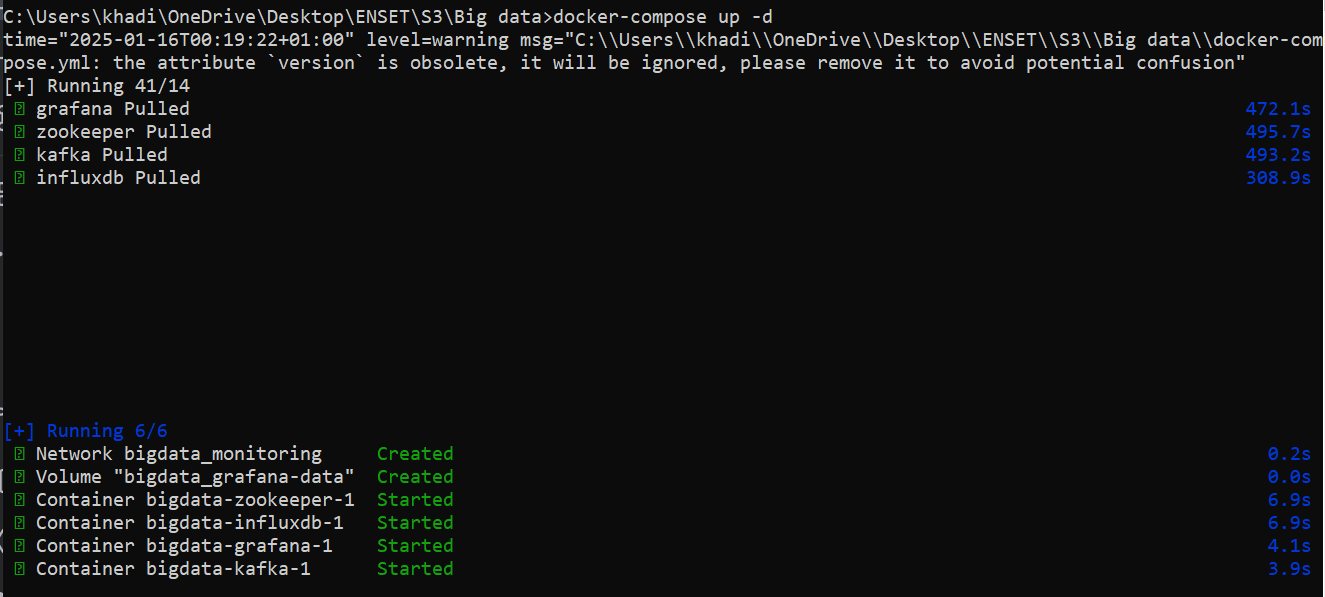 C:\Users\khadi\OneDrive\Desktop\ENSET\S3\Big data>docker-compose up -d
time="2025-01-16T00:19:22+01:00" level=warning msg="C:\\Users\\khadi\\OneDrive\\Desktop\\ENSET\\S3\\Big data\\docker-com
pose.yml: the attribute `version` is obsolete, it will be ignored, please remove it to avoid potential confusion"
[+] Running 41/14
⍰ grafana Pulled 472.1s
⍰ zookeeper Pulled 495.7s
⍰ kafka Pulled 493.2s
⍰ influxdb Pulled 308.9s
[+] Running 6/6
⍰ Network bigdata_monitoring Created 0.2s
⍰ Volume "bigdata_grafana-data" Created 0.0s
⍰ Container bigdata-zookeeper-1 Started 6.9s
⍰ Container bigdata-influxdb-1 Started 6.9s
⍰ Container bigdata-grafana-1 Started 4.1s
⍰ Container bigdata-kafka-1 Started 3.9s